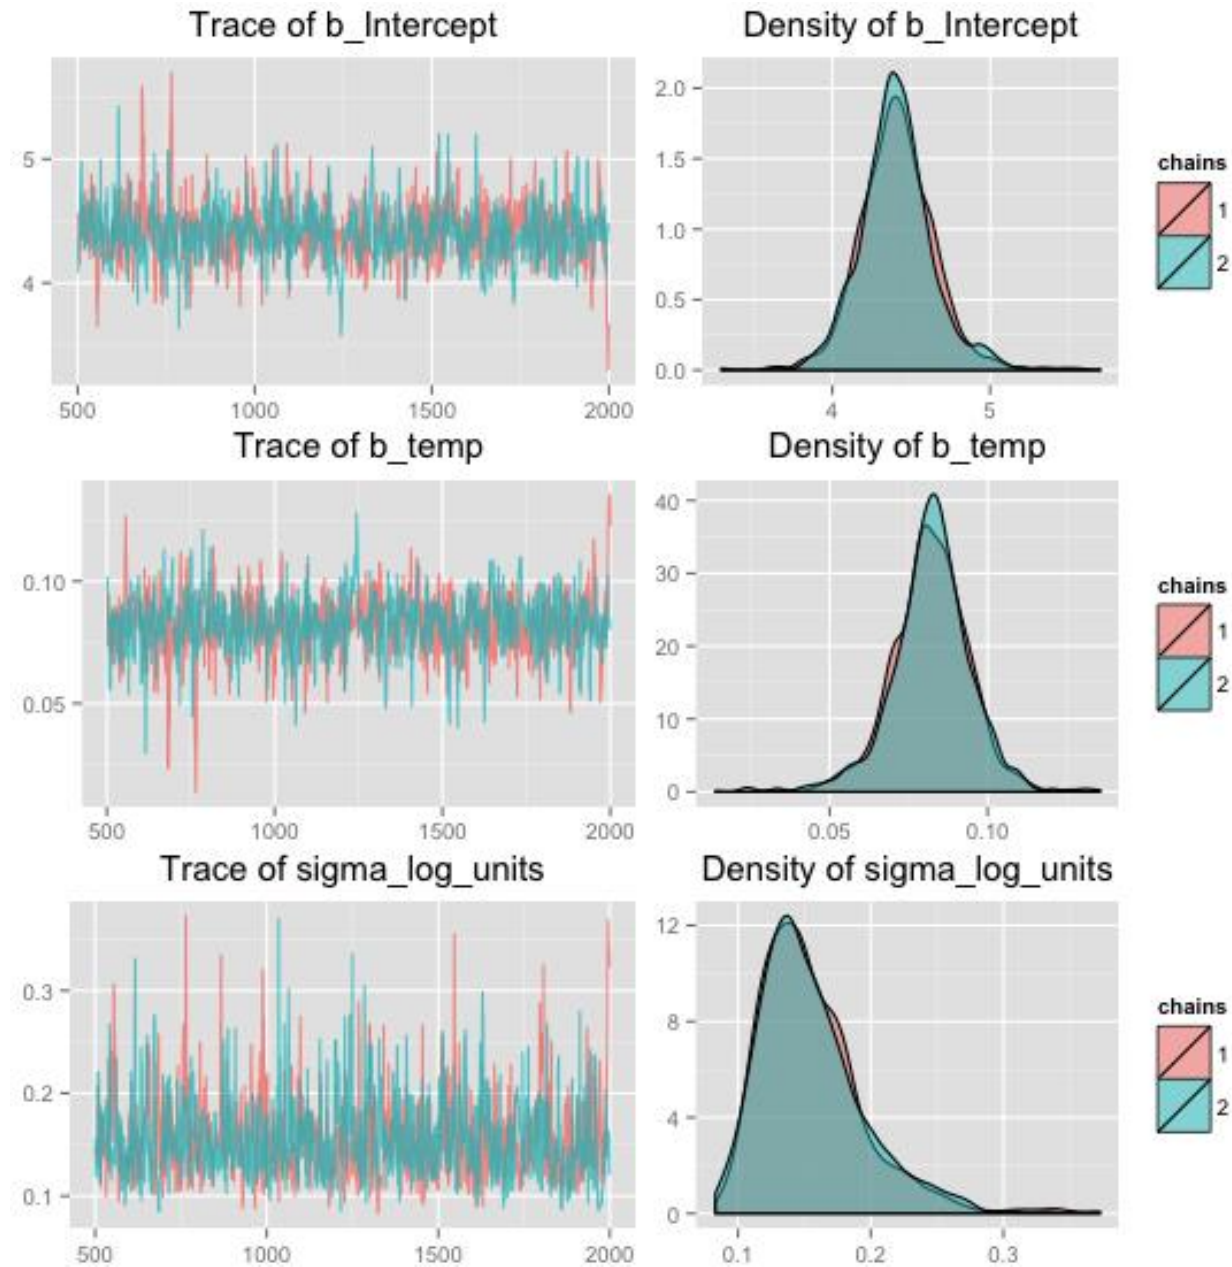 Trace of b_Intercept
Density of b_Intercept
5
4
500 1000 1500 2000
2.0
1.5
1.0
0.5
0.0
4 5
chains
1
2
Trace of b_temp
Density of b_temp
0.10
0.05
500 1000 1500 2000
40
30
20
10
0
0.05 0.10
chains
1
2
Trace of sigma_log_units
Density of sigma_log_units
0.3
0.2
0.1
500 1000 1500 2000
12
8
4
0
0.1 0.2 0.3
chains
1
2